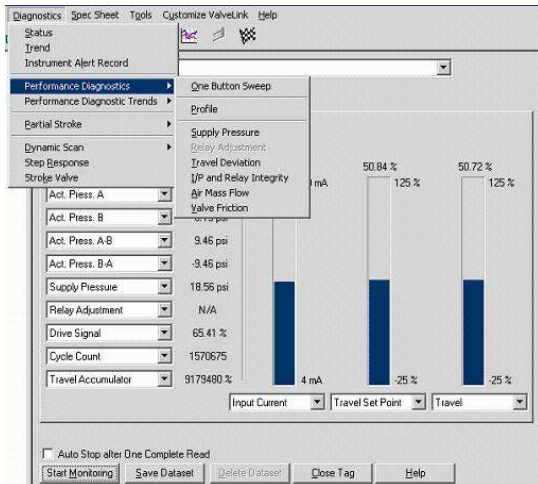 Diagnostics Spec Sheet Tools Customize ValveLink Help
Status
Trend
Instrument Alert Record
Performance Diagnostics
Performance Diagnostic Trends
Partial Stroke
Dynamic Scan
Step Response
Stroke Valve
One Button Sweep
Profile
Supply Pressure
Relay Adjustment
Travel Deviation
I/P and Relay Integrity
Air Mass Flow
Valve Friction
50.84 % 50.72 %
mA 125 % 125 %
Act. Press. A
Act. Press. B
Act. Press. A-B 9.46 psi
Act. Press. B-A -9.46 psi
Supply Pressure 18.56 psi
Relay Adjustment N/A
Drive Signal 65.41 %
Cycle Count 1570675
Travel Accumulator 9179480 % 4 mA -25 % -25 %
Input Current Travel Set Point Travel
Auto Stop after One Complete Read
Start Monitoring Save Dataset Delete Dataset Close Tag Help